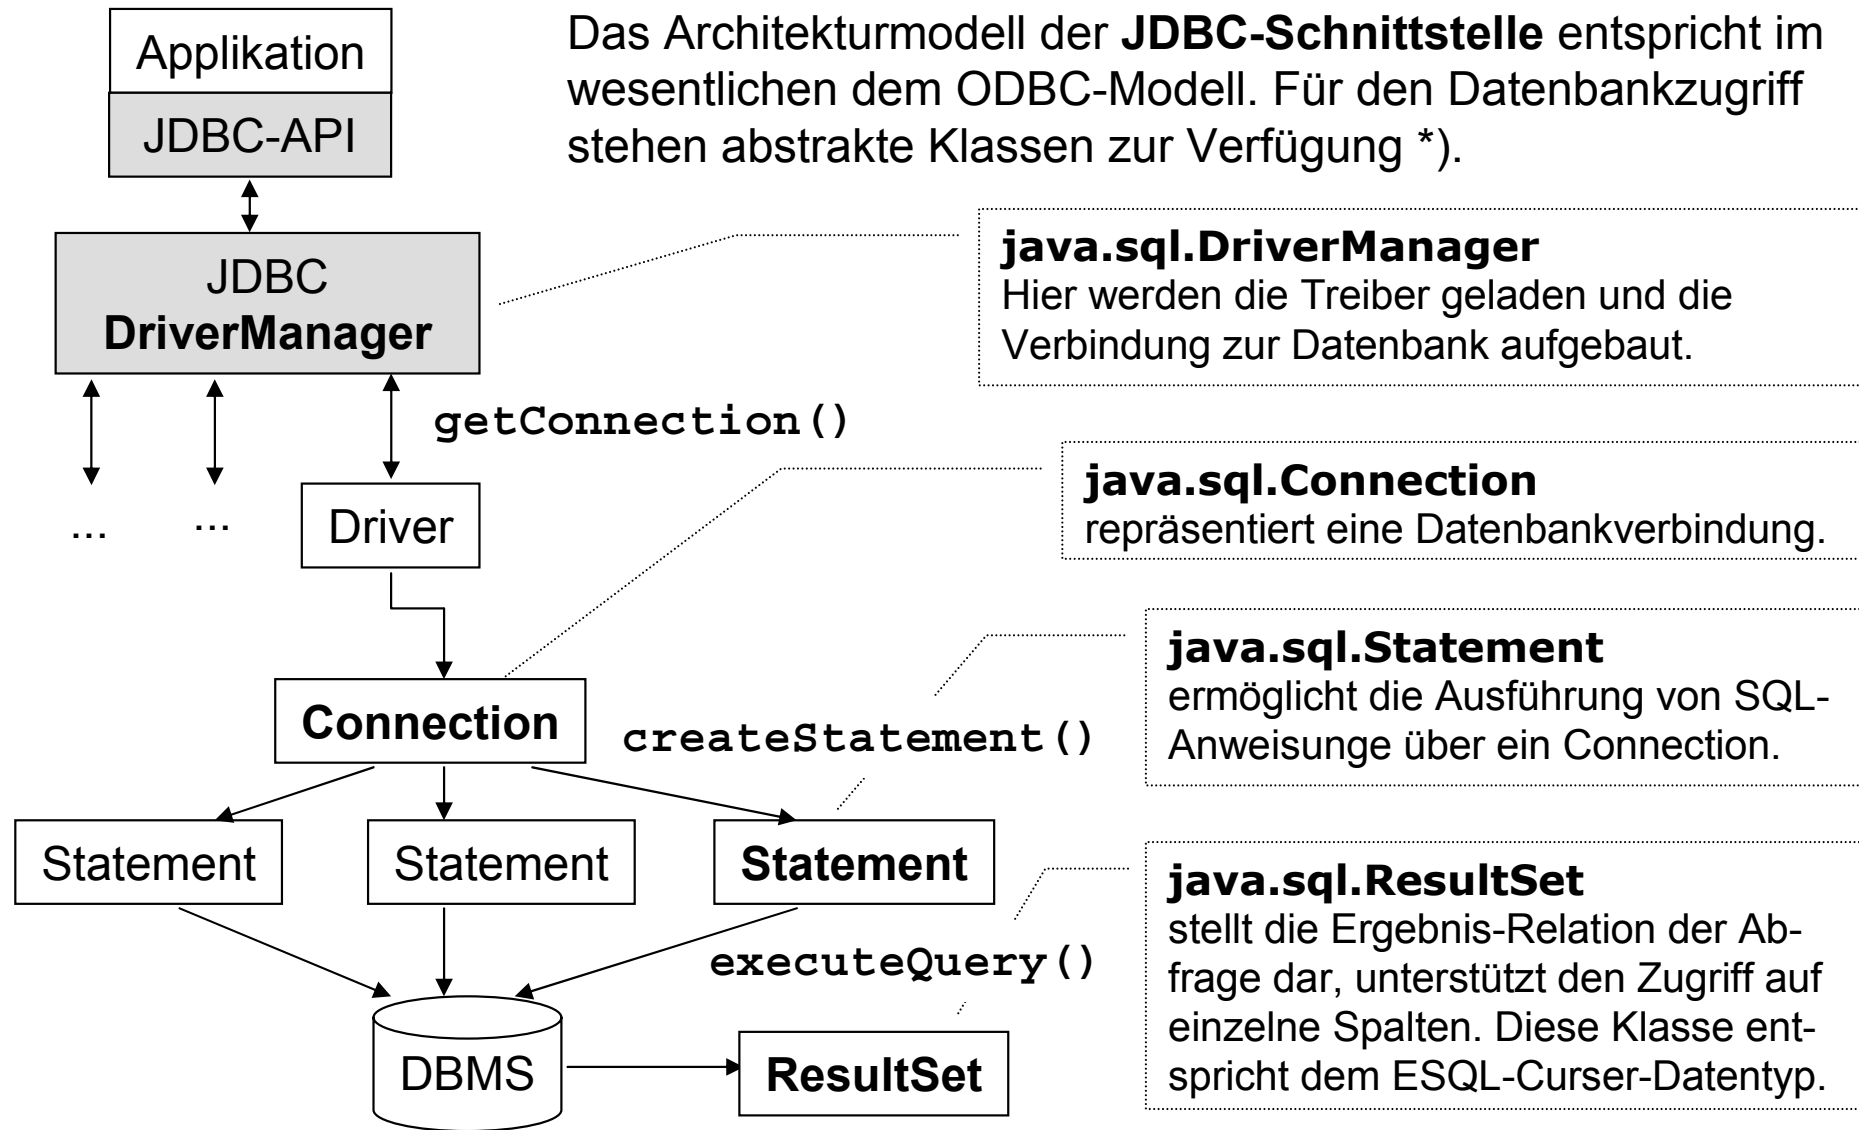 Das Architekturmodell der JDBC-Schnittstelle entspricht im
wesentlichen dem ODBC-Modell. Für den Datenbankzugriff
stehen abstrakte Klassen zur Verfügung *).
Applikation
JDBC-API
JDBC
DriverManager
java.sql.DriverManager
Hier werden die Treiber geladen und die
Verbindung zur Datenbank aufgebaut.
getConnection()
...
...
Driver
java.sql.Connection
repräsentiert eine Datenbankverbindung.
Connection
createStatement()
java.sql.Statement
ermöglicht die Ausführung von SQL-
Anweisunge über ein Connection.
Statement
Statement
Statement
executeQuery()
java.sql.ResultSet
stellt die Ergebnis-Relation der Ab-
frage dar, unterstützt den Zugriff auf
einzelne Spalten. Diese Klasse ent-
spricht dem ESQL-Curser-Datentyp.
DBMS
ResultSet